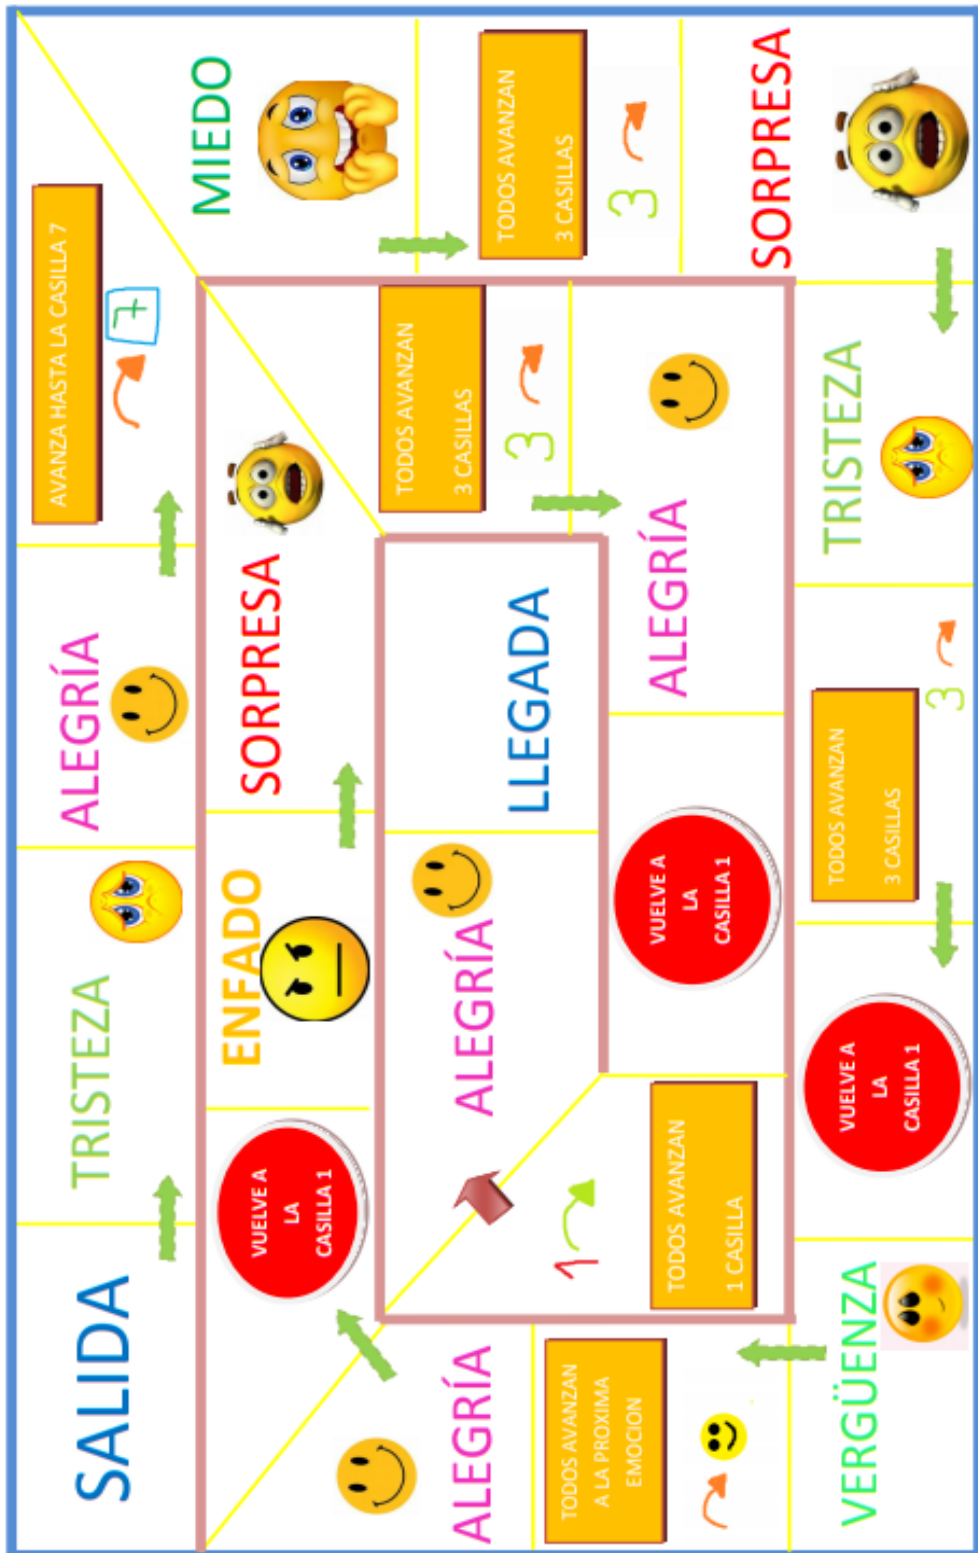 SALIDA
TRISTEZA
ALEGRÍA
AVANZA HASTA LA CASILLA 7
7
MIEDO
TODOS AVANZAN
3 CASILLAS
3
SORPRESA
TRISTEZA
TODOS AVANZAN
3 CASILLAS
3
VUELVE A
LA
CASILLA 1
VERGÜENZA
TODOS AVANZAN
A LA PROXIMA
EMOCION
ALEGRÍA
VUELVE A
LA
CASILLA 1
ENFADO
SORPRESA
TODOS AVANZAN
3 CASILLAS
3
ALEGRÍA
VUELVE A
LA
CASILLA 1
1
TODOS AVANZAN
1 CASILLA
ALEGRÍA
LLEGADA